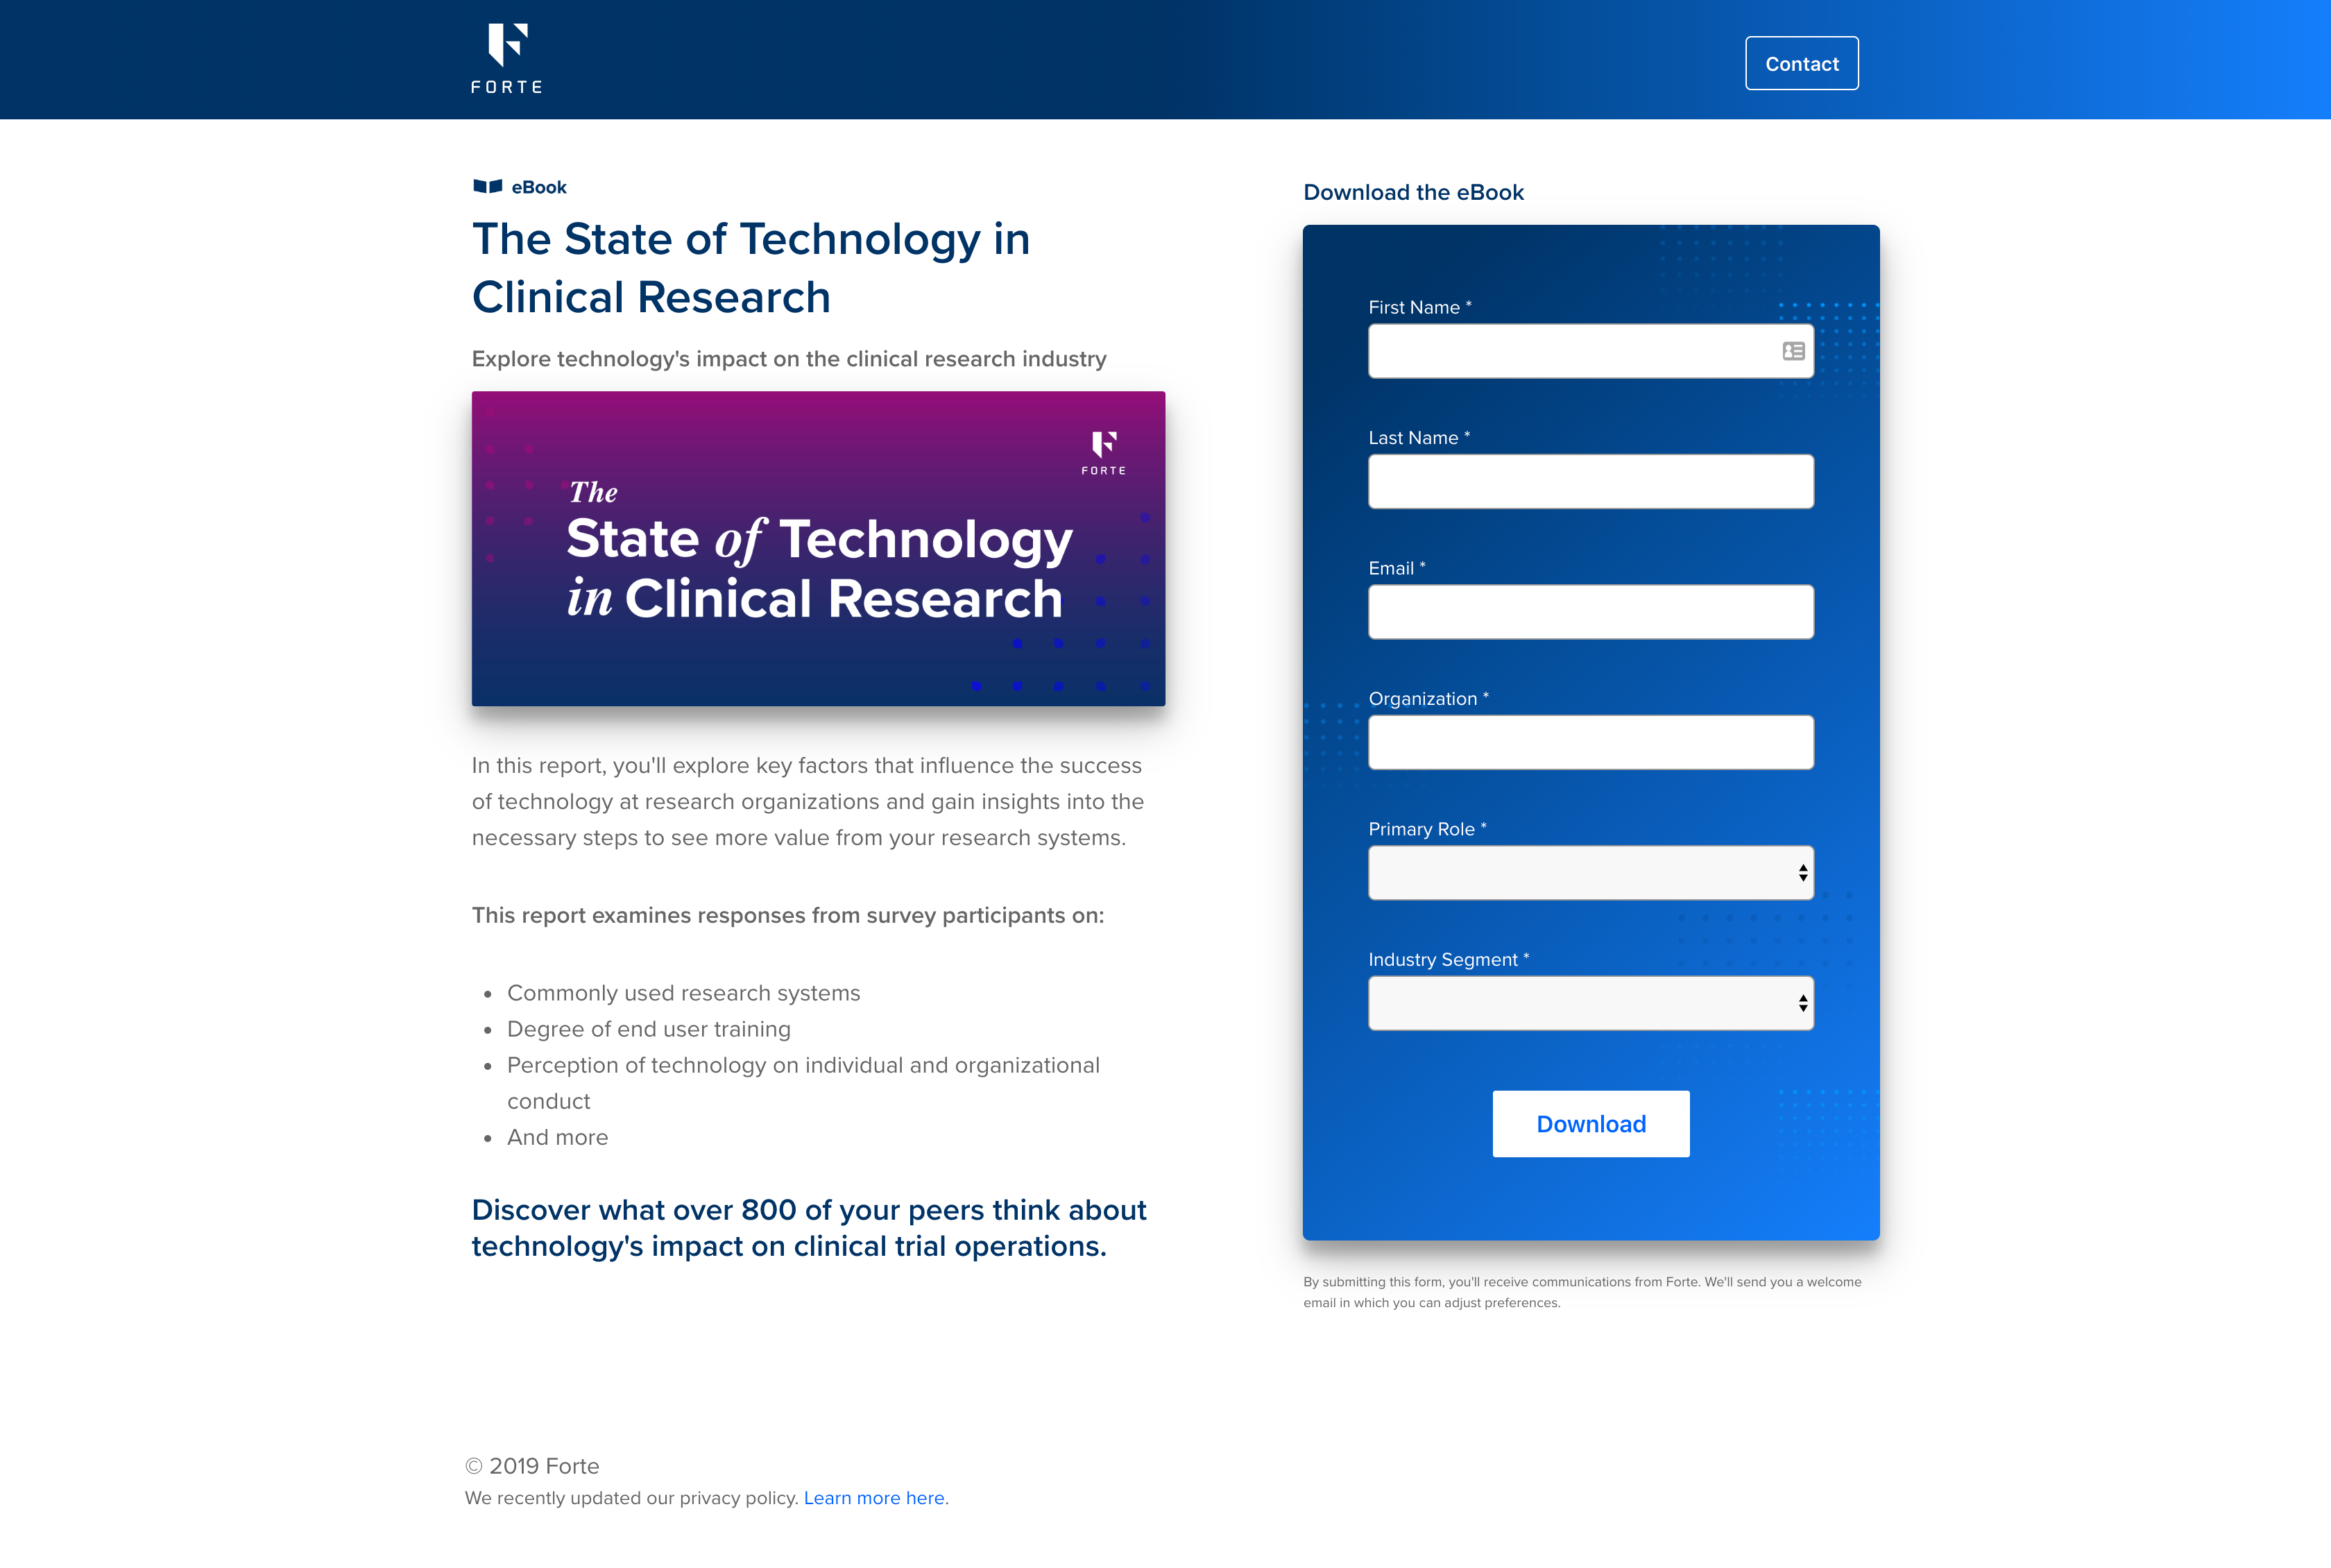 FORTE
Contact
eBook
The State of Technology in
Clinical Research
Explore technology's impact on the clinical research industry
FORTE
The
State of Technology
in Clinical Research
In this report, you'll explore key factors that influence the success
of technology at research organizations and gain insights into the
necessary steps to see more value from your research systems.
This report examines responses from survey participants on:
• Commonly used research systems
• Degree of end user training
• Perception of technology on individual and organizational
conduct
• And more
Discover what over 800 of your peers think about
technology's impact on clinical trial operations.
Download the eBook
First Name *
Last Name *
Email *
Organization *
Primary Role *
Industry Segment *
Download
By submitting this form, you'll receive communications from Forte. We'll send you a welcome
email in which you can adjust preferences.
© 2019 Forte
We recently updated our privacy policy. Learn more here.